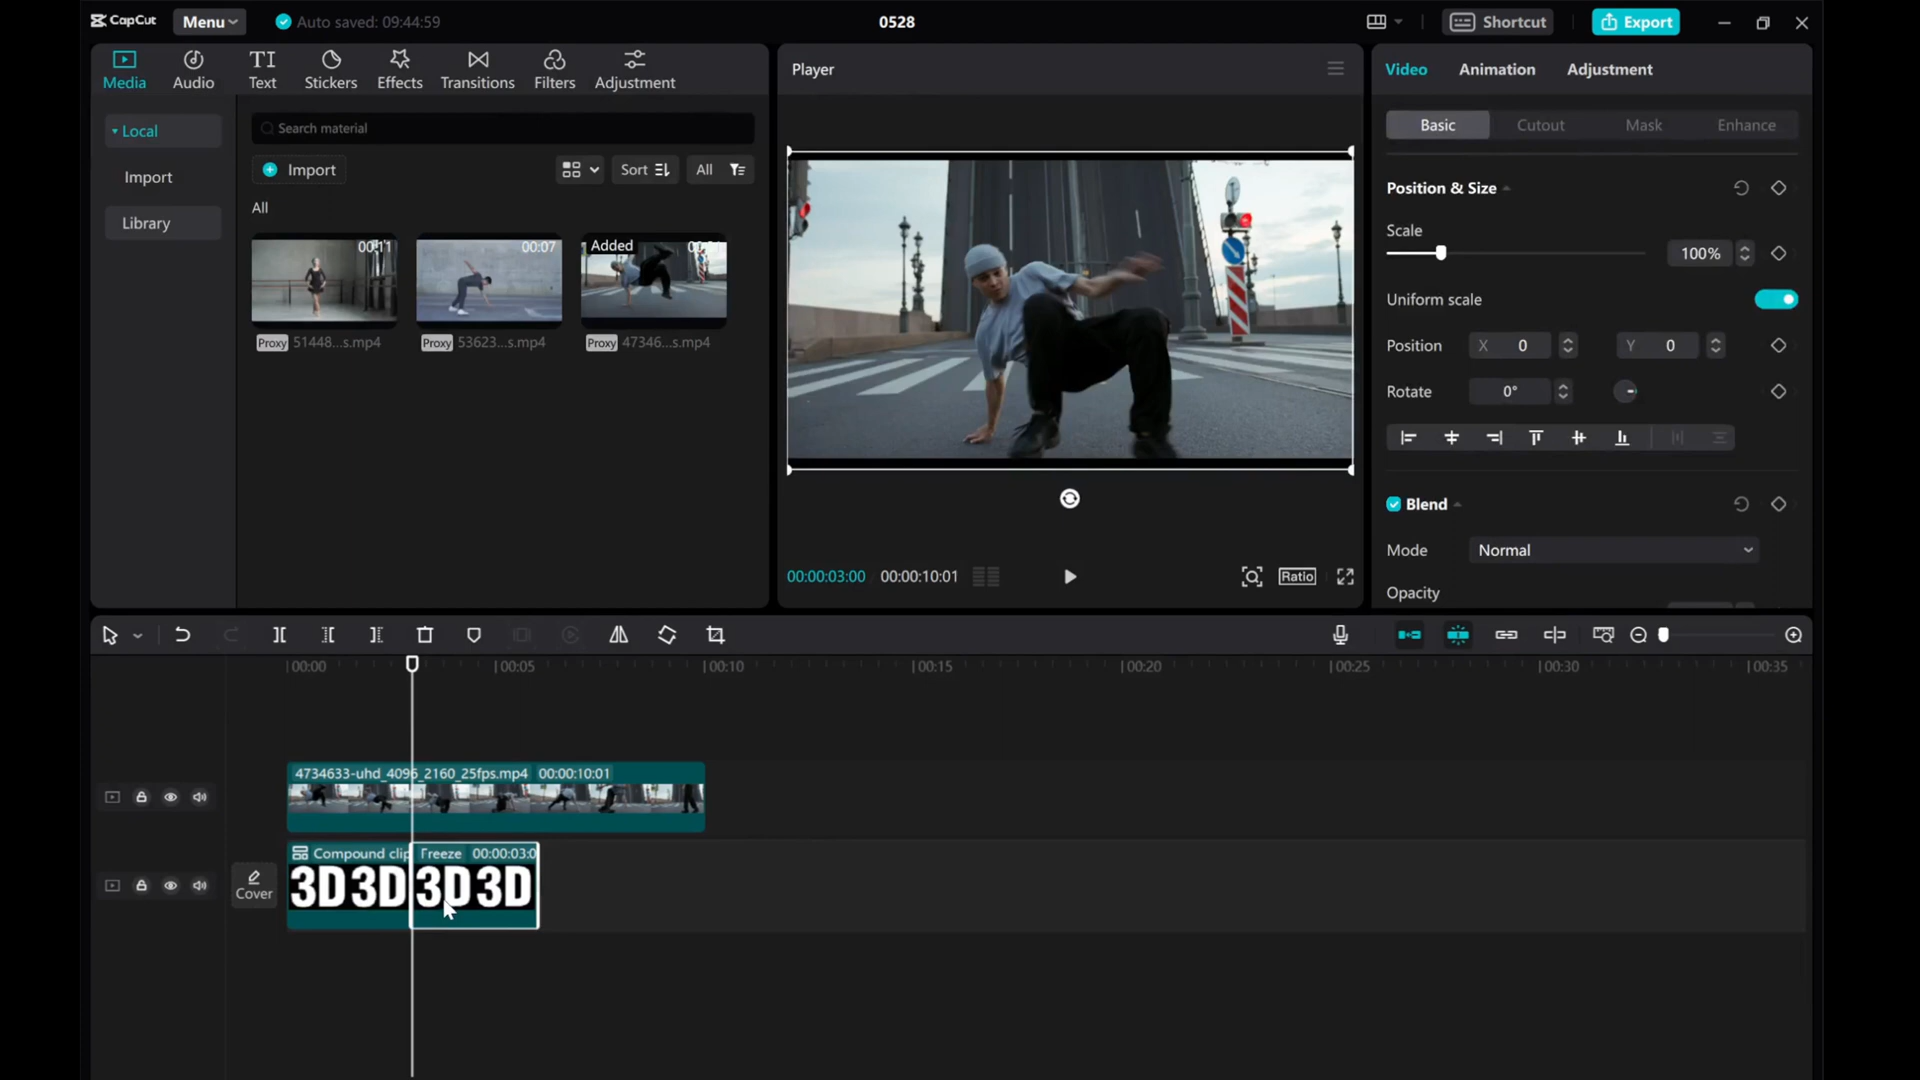 CapCut Menu Auto saved: 09:44:59 0528 Shortcut Export
Media Audio Text Stickers Effects Transitions Filters Adjustment
Local
Import
Library
Search material
Import Sort All
All
00:11 00:07 Added
Proxy 51448...s.mp4 Proxy 53623...s.mp4 Proxy 47346...s.mp4
Player
00:00:03:00 00:00:10:01 Ratio
Video Animation Adjustment
Basic Cutout Mask Enhance
Position & Size
Scale
100%
Uniform scale
Position X 0 Y 0
Rotate 0°
Blend
Mode Normal
Opacity
00:00 00:05 00:10 00:15 00:20 00:25 00:30 00:35
4734633-uhd_4096_2160_25fps.mp4 00:00:10:01
Cover
Compound clip Freeze 00:00:03:0
3D 3D 3D 3D